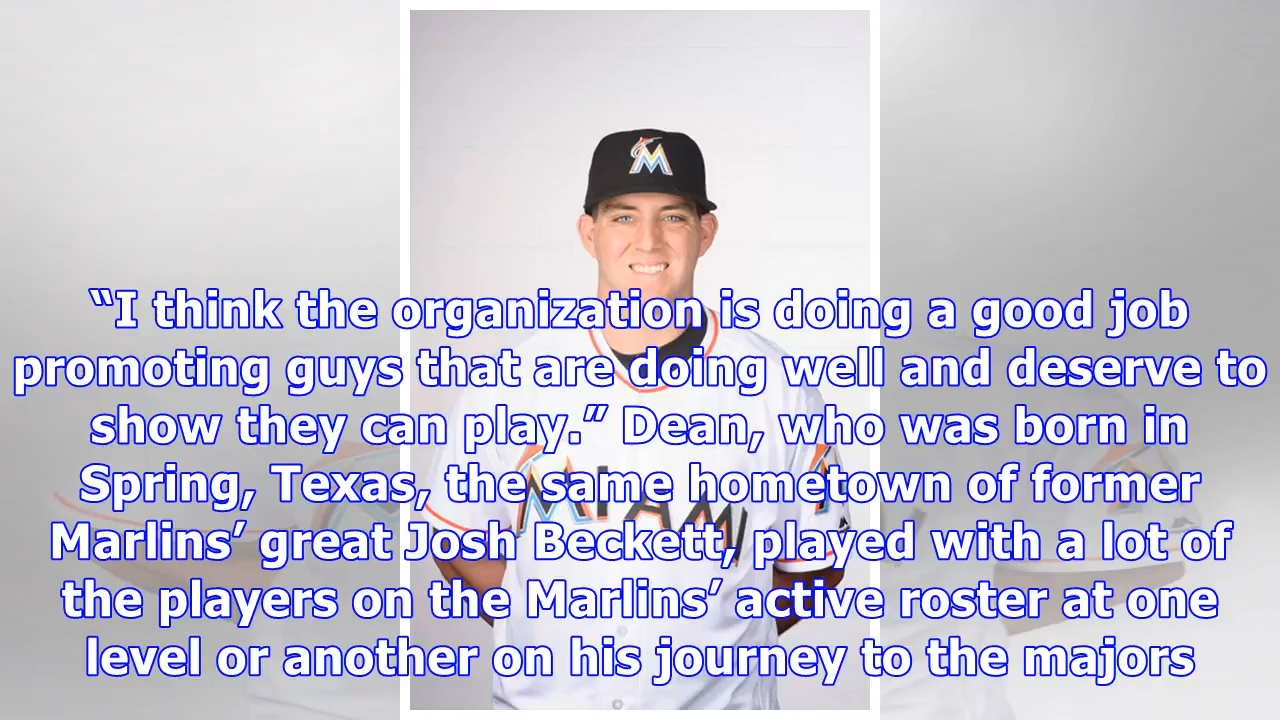 “I think the organization is doing a good job
promoting guys that are doing well and deserve to
show they can play.” Dean, who was born in
Spring, Texas, the same hometown of former
Marlins’ great Josh Beckett, played with a lot of
the players on the Marlins’ active roster at one
level or another on his journey to the majors
M
MIAMI